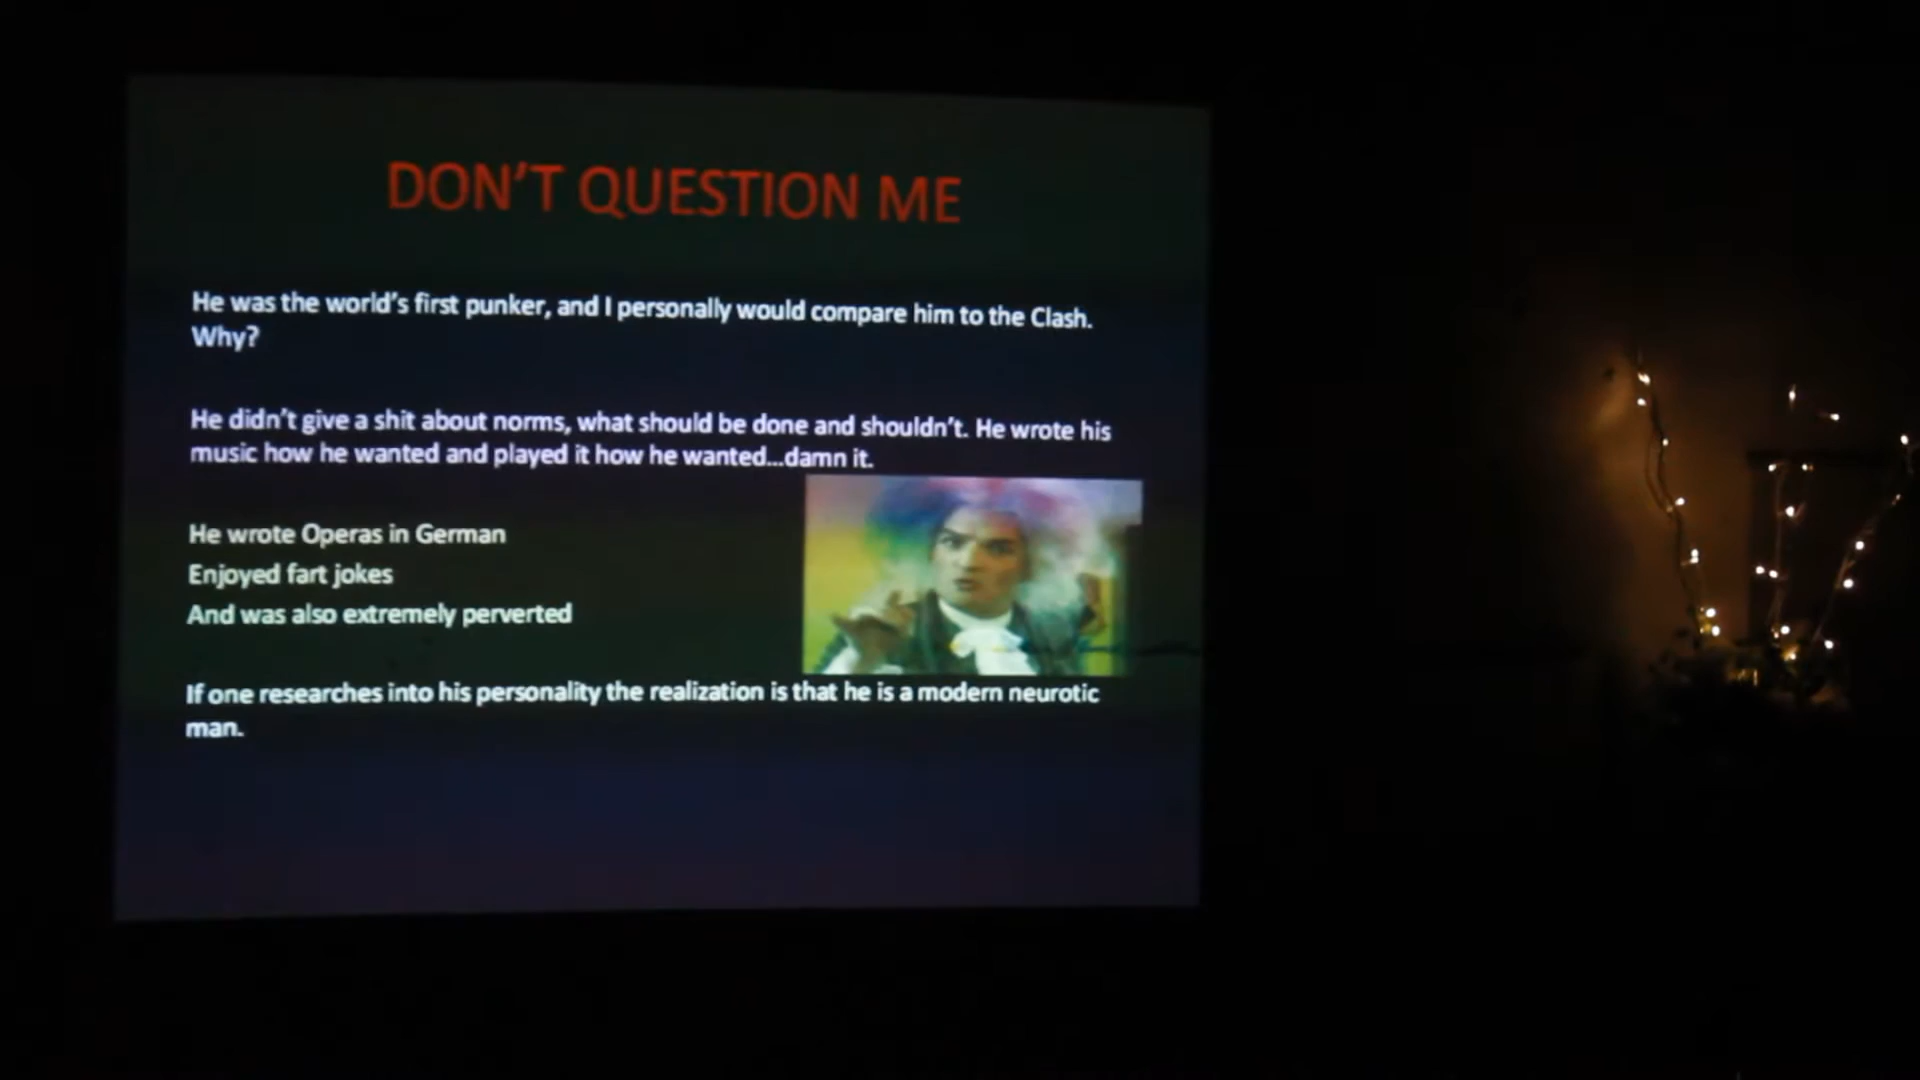 DON'T QUESTION ME
He was the world's first punker, and I personally would compare him to the Clash.
Why?
He didn't give a shit about norms, what should be done and shouldn't. He wrote his
music how he wanted and played it how he wanted...damn it.
He wrote Operas in German
Enjoyed fart jokes
And was also extremely perverted
If one researches into his personality the realization is that he is a modern neurotic
man.